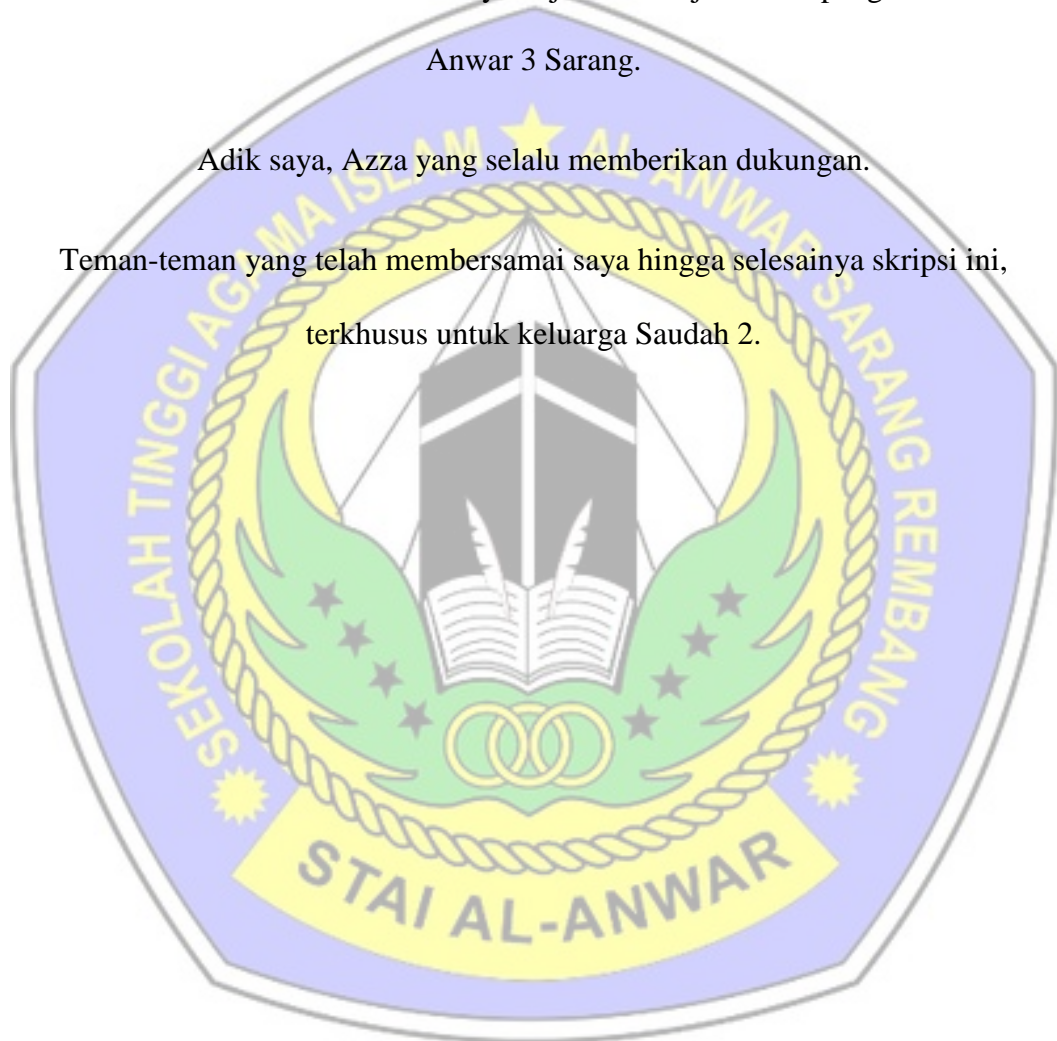 Anwar 3 Sarang.
Adik saya, Azza yang selalu memberikan dukungan.
Teman-teman yang telah membersamai saya hingga selesainya skripsi ini,
terkhusus untuk keluarga Saudah 2.
SEKOLAH TINGGI AGAMA ISLAM AL-ANWAR SARANG REMBANG
STAI AL-ANWAR